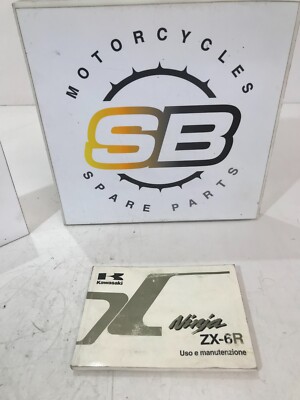 MOTORCYCLES
SB
SPARE PARTS
Kawasaki
Ninja
ZX-6R
Uso e manutenzione